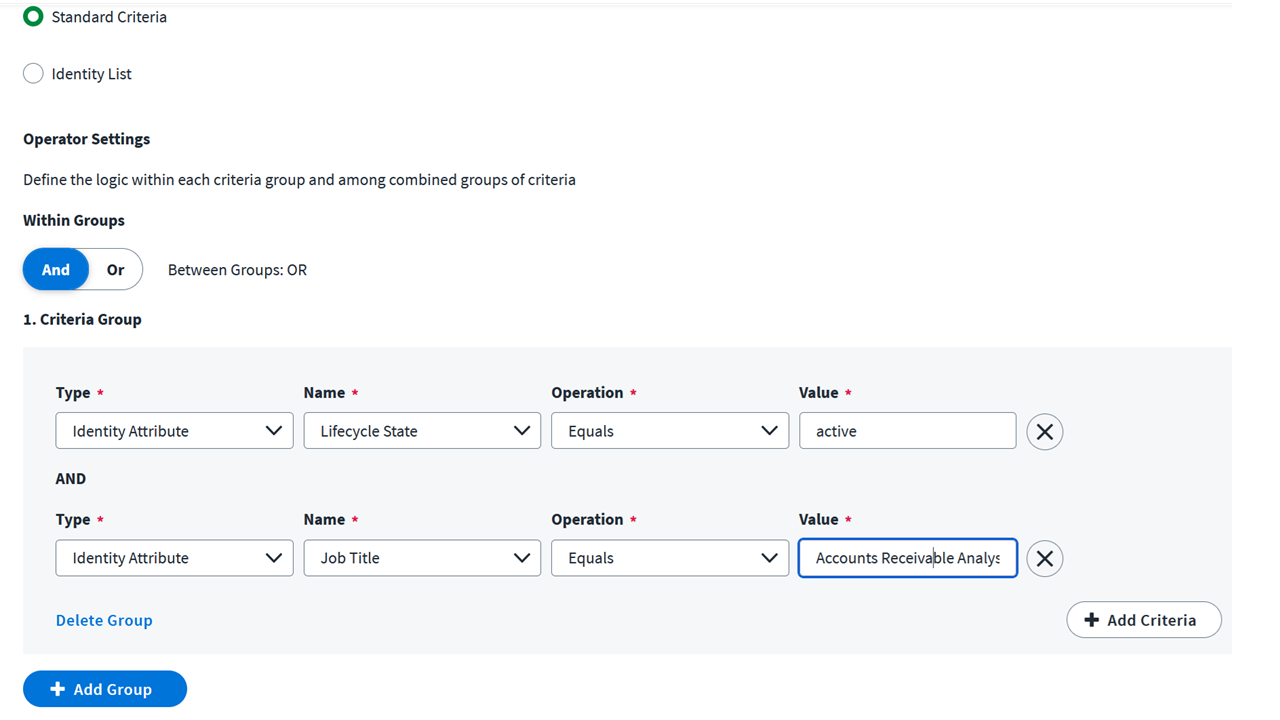 Standard Criteria
Identity List
Operator Settings
Define the logic within each criteria group and among combined groups of criteria
Within Groups
And Or Between Groups: OR
1. Criteria Group
Type * Name * Operation * Value *
Identity Attribute Lifecycle State Equals active
AND
Type * Name * Operation * Value *
Identity Attribute Job Title Equals Accounts Receivable Analys
Delete Group Add Criteria
Add Group